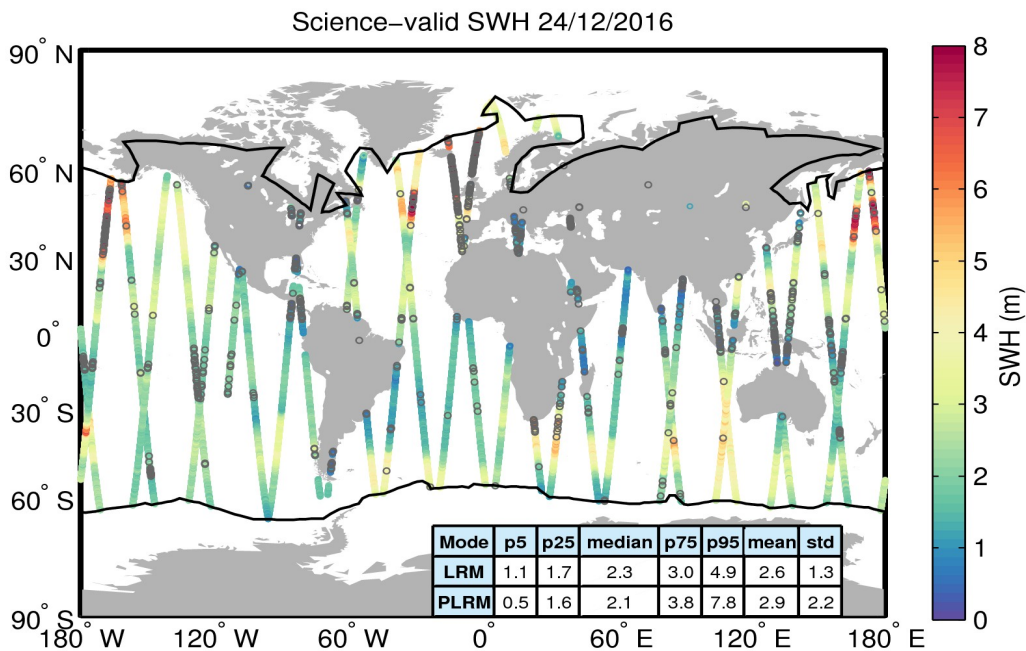 Science−valid SWH 24/12/2016
90° N
60° N
30° N
0°
30° S
60° S
90° S
180° W
120° W
60° W
0°
60° E
120° E
180° E
Mode p5 p25 median p75 p95 mean std
LRM 1.1 1.7 2.3 3.0 4.9 2.6 1.3
PLRM 0.5 1.6 2.1 3.8 7.8 2.9 2.2
8
7
6
5
4
3
2
1
0
SWH (m)